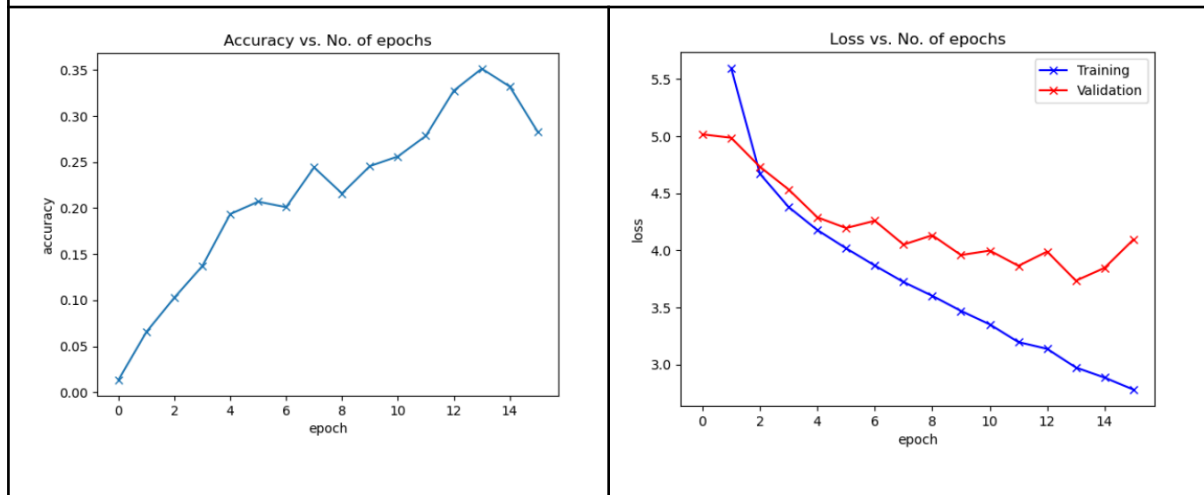 Accuracy vs. No. of epochs
0.35
0.30
0.25
0.20
0.15
0.10
0.05
0.00
accuracy
0 2 4 6 8 10 12 14
epoch
Loss vs. No. of epochs
Training
Validation
5.5
5.0
4.5
4.0
3.5
3.0
loss
0 2 4 6 8 10 12 14
epoch